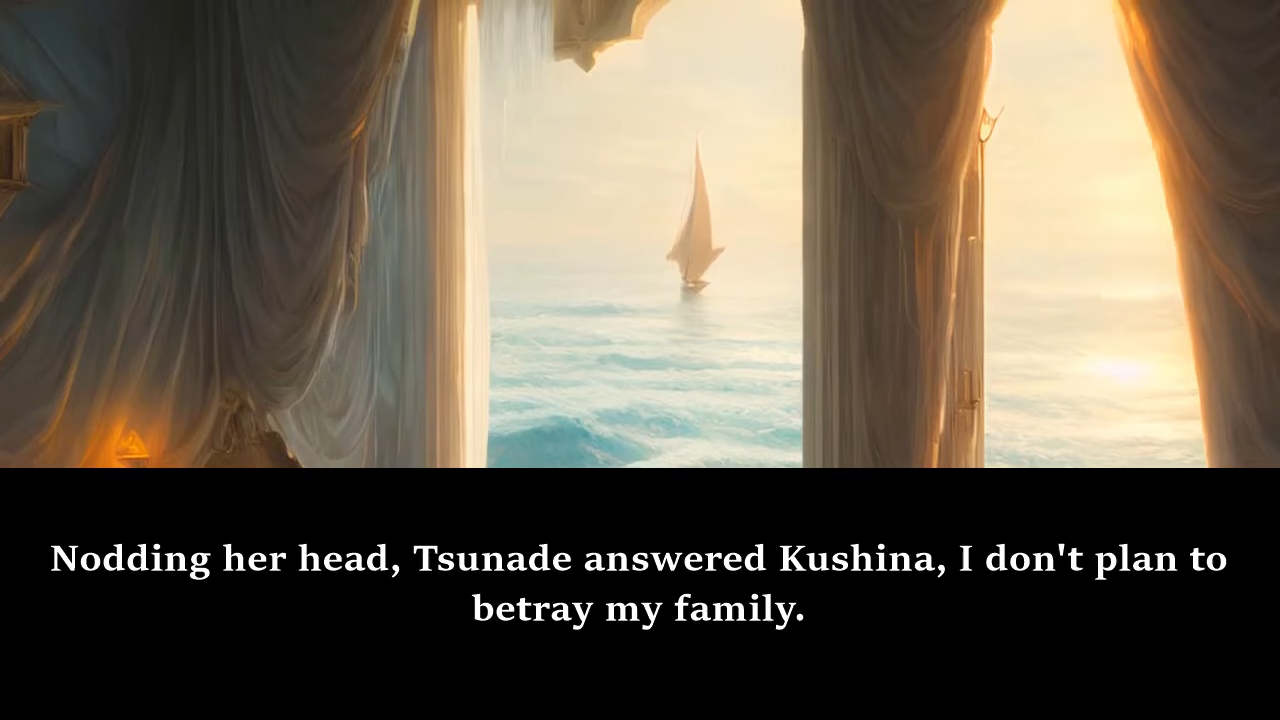 Nodding her head, Tsunade answered Kushina, I don't plan to
betray my family.